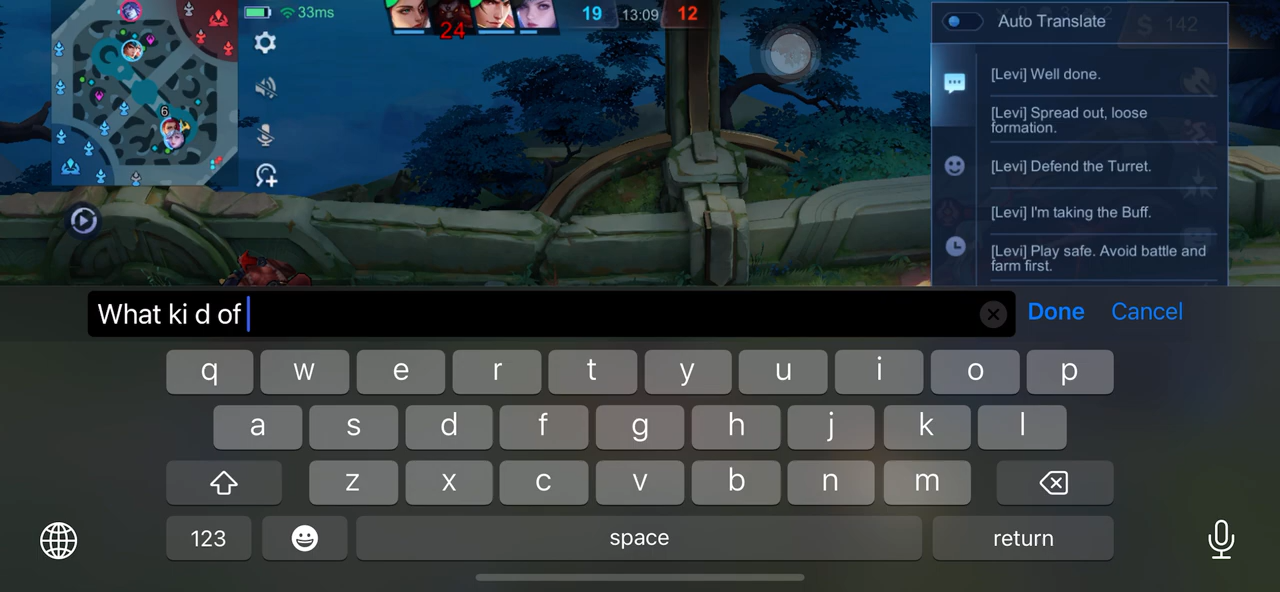 33ms
24
19 13:09 12
$ 142
6
Auto Translate
[Levi] Well done.
[Levi] Spread out, loose
formation.
[Levi] Defend the Turret.
[Levi] I'm taking the Buff.
[Levi] Play safe. Avoid battle and
farm first.
What ki d of
Done Cancel
q w e r t y u i o p
a s d f g h j k l
z x c v b n m
123 space return